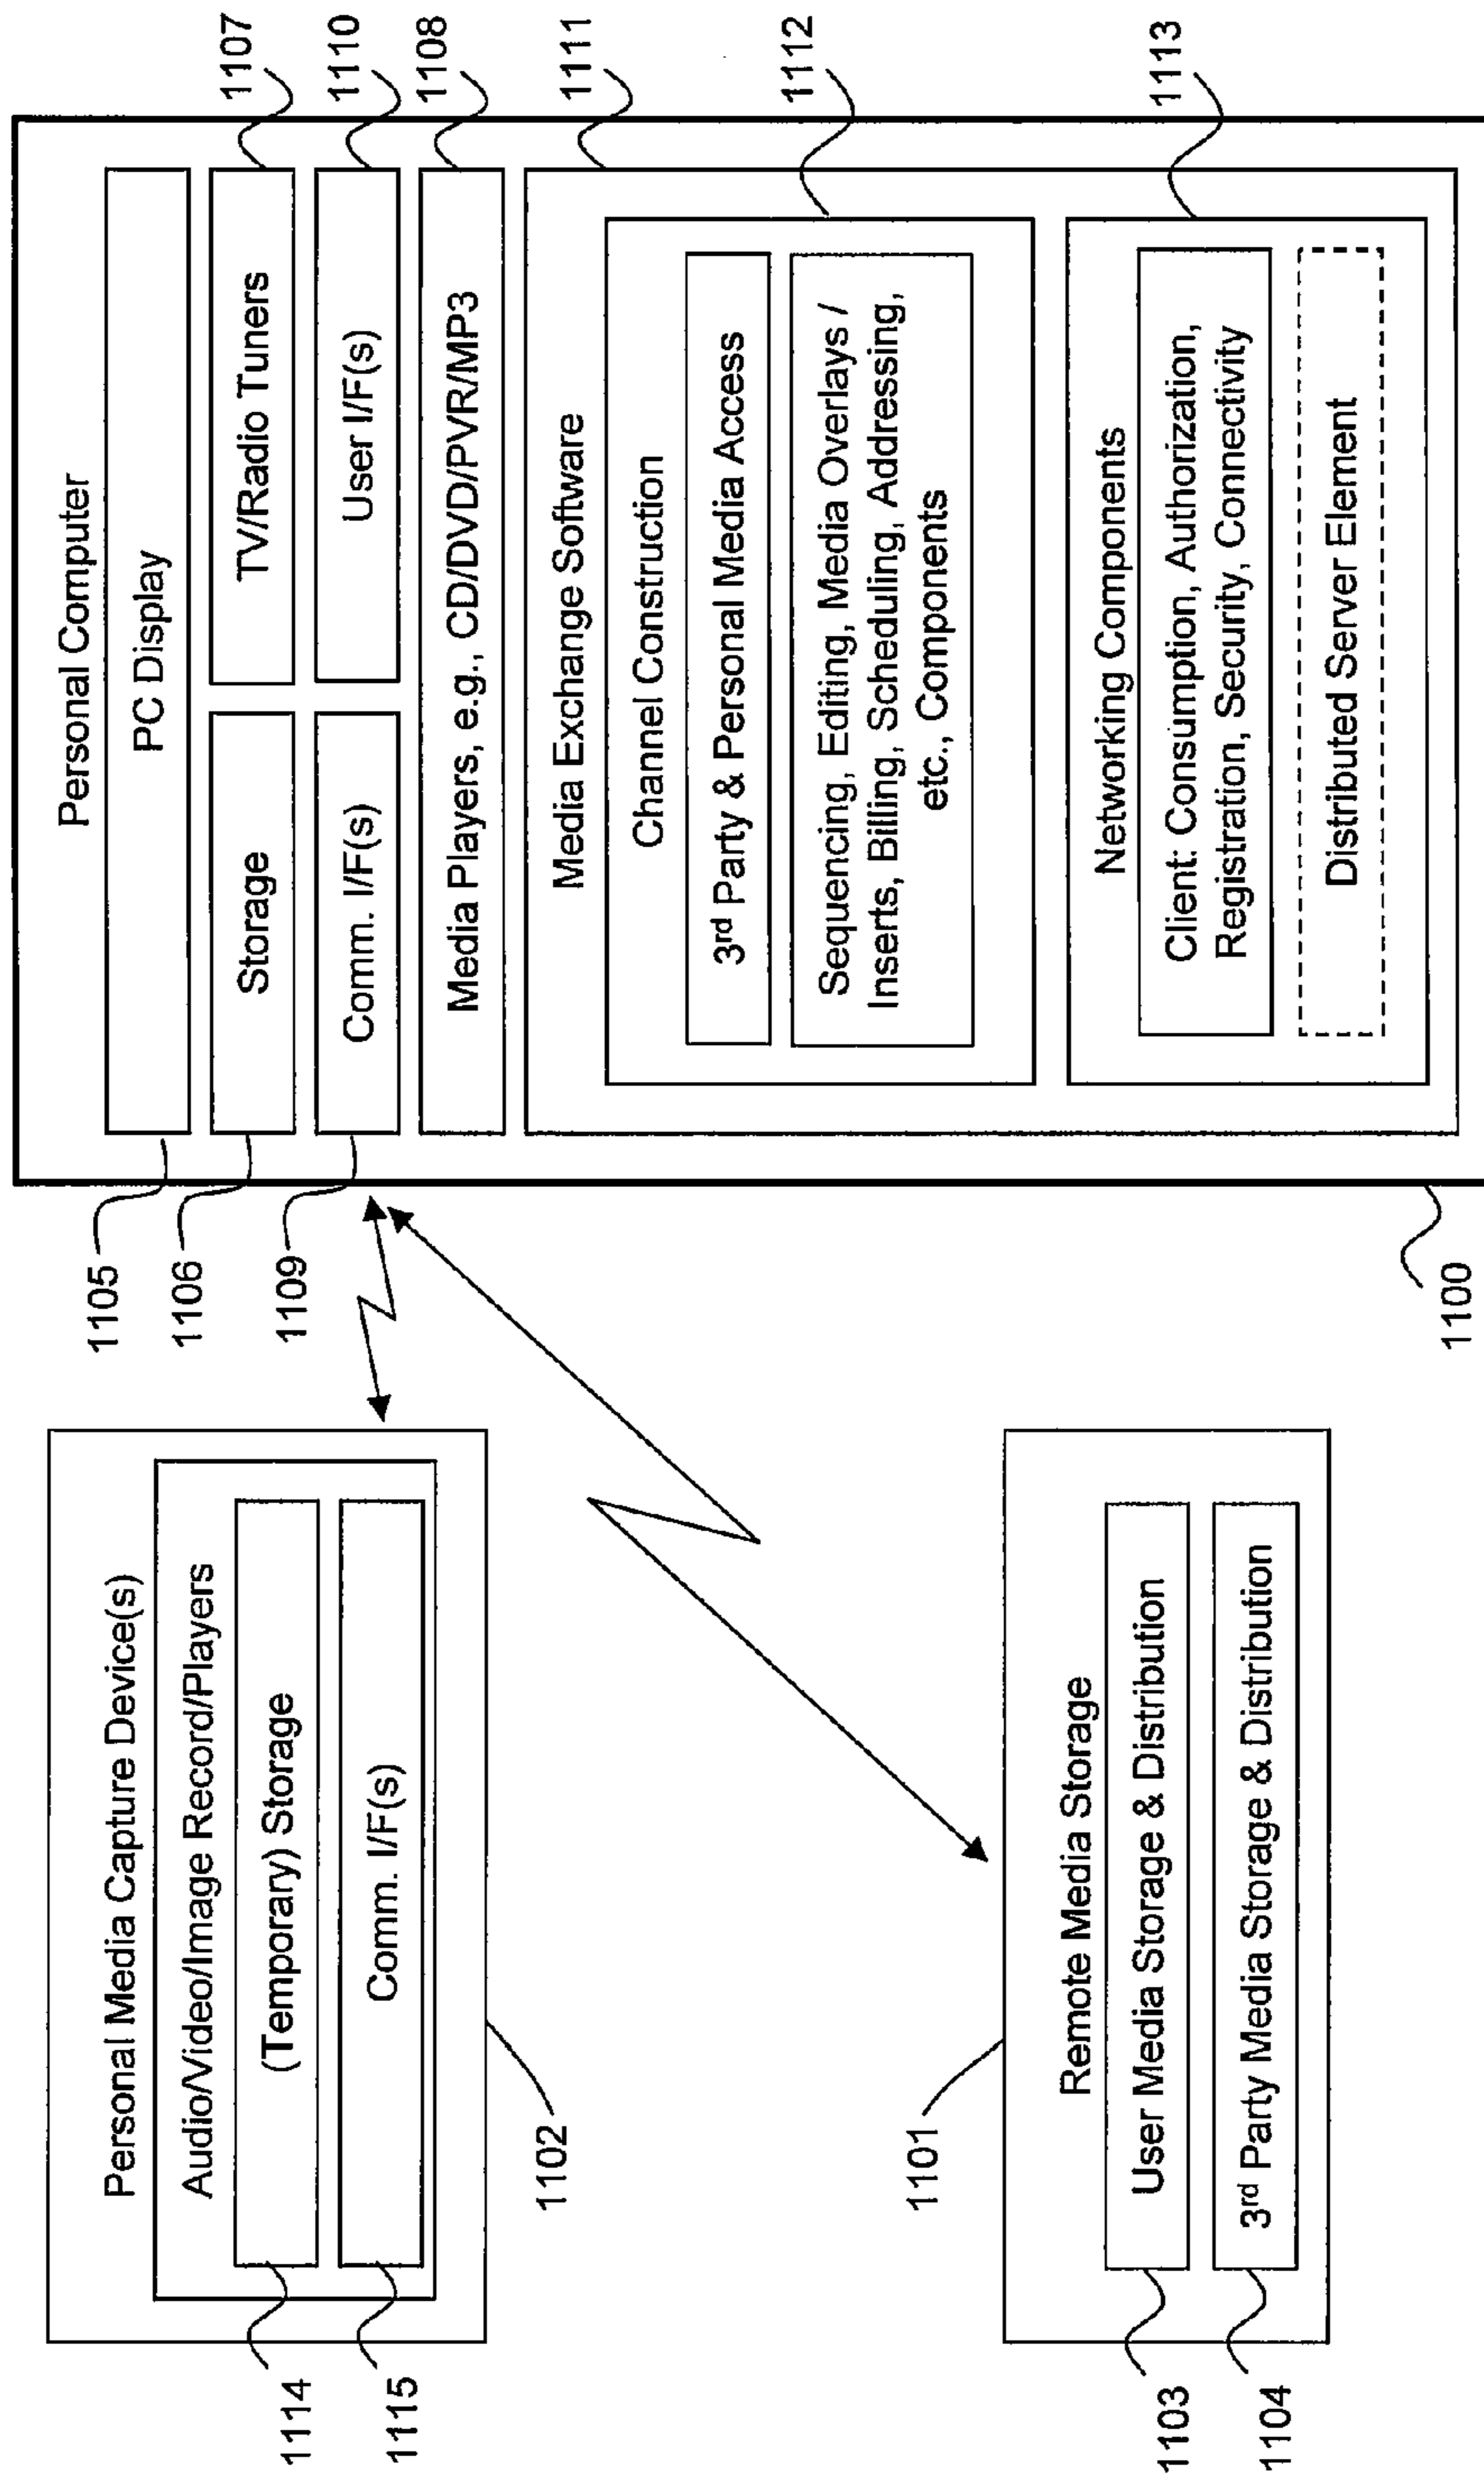 Personal Media Capture Device(s)
Audio/Video/Image Record/Players
(Temporary) Storage
Comm. I/F(s)
1114
1115
1102
Remote Media Storage
User Media Storage & Distribution
3rd Party Media Storage & Distribution
1101
1103
1104
Personal Computer
PC Display
Storage
TV/Radio Tuners
Comm. I/F(s)
User I/F(s)
Media Players, e.g., CD/DVD/PVR/MP3
Media Exchange Software
Channel Construction
3rd Party & Personal Media Access
Sequencing, Editing, Media Overlays /
Inserts, Billing, Scheduling, Addressing,
etc., Components
Networking Components
Client: Consumption, Authorization,
Registration, Security, Connectivity
Distributed Server Element
1105
1106
1109
1100
1107
1110
1108
1111
1112
1113